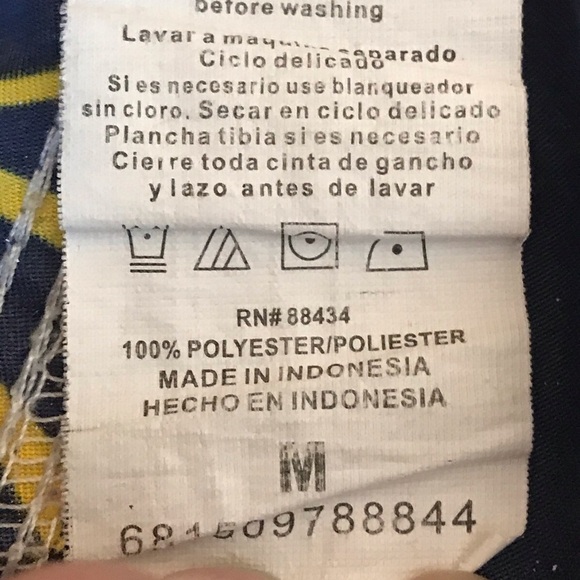 before washing
Lavar a separado
Ciclo delicado
Si es necesario use blanqueador
sin cloro. Secar en ciclo delicado
Plancha tibia si es necesario
Cierre toda cinta de gancho
y lazo antes de lavar
RN# 88434
100% POLYESTER/POLIESTER
MADE IN INDONESIA
HECHO EN INDONESIA
M